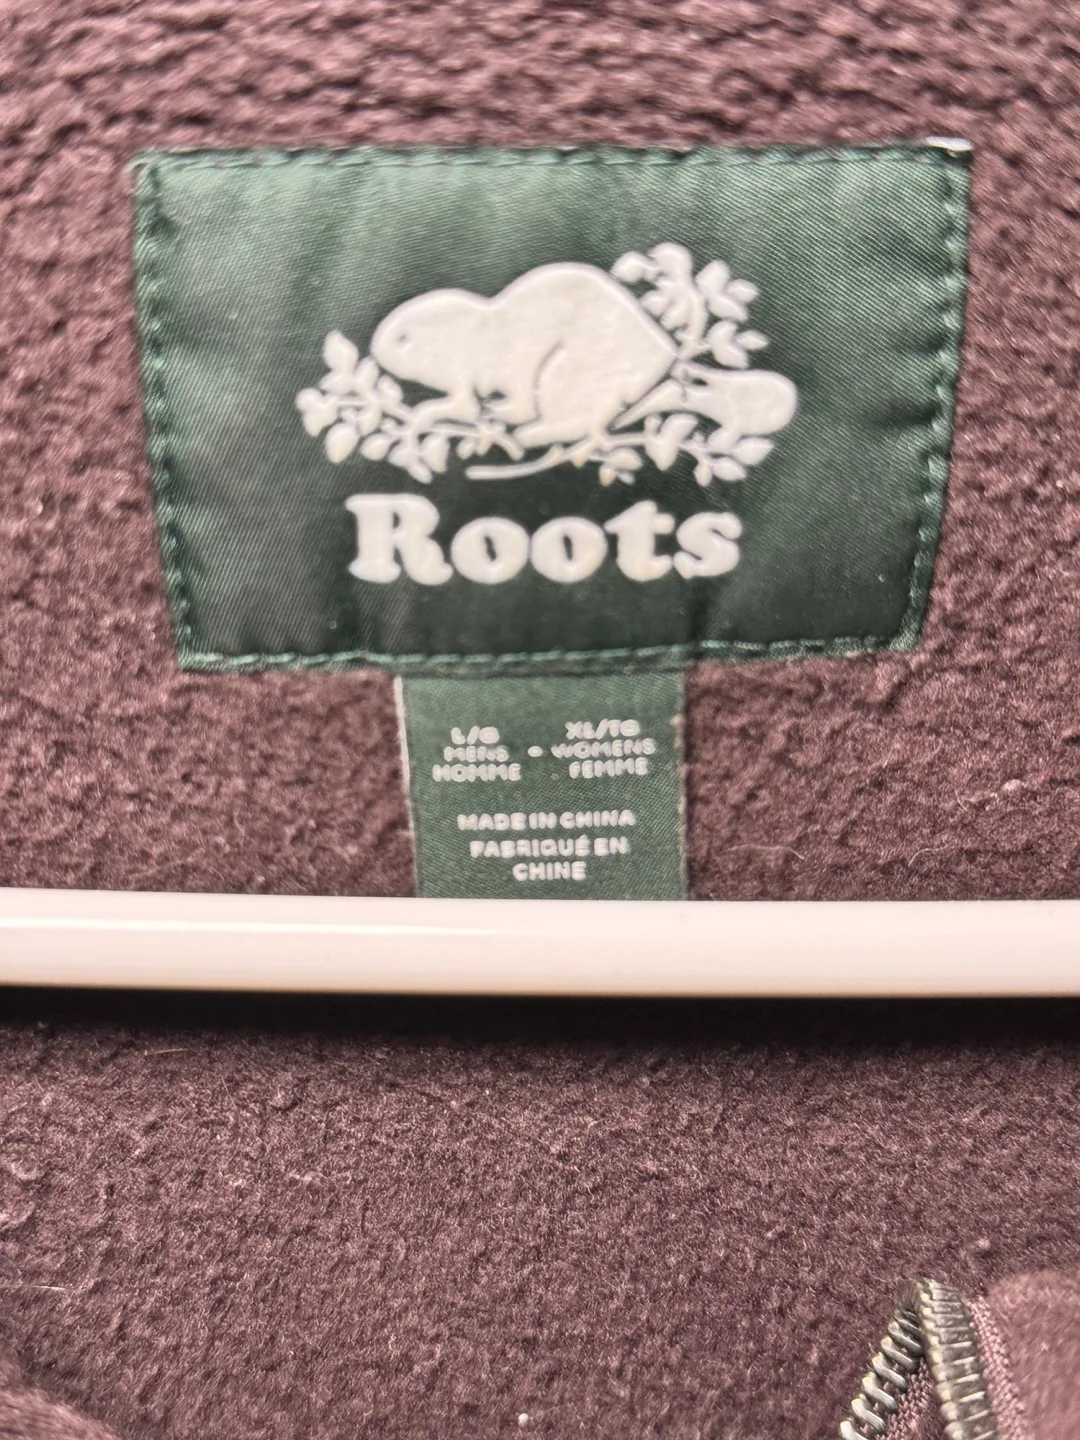 Roots
L/G XL/TG
MENS • WOMENS
HOMME FEMME
MADE IN CHINA
FABRIQUÉ EN
CHINE